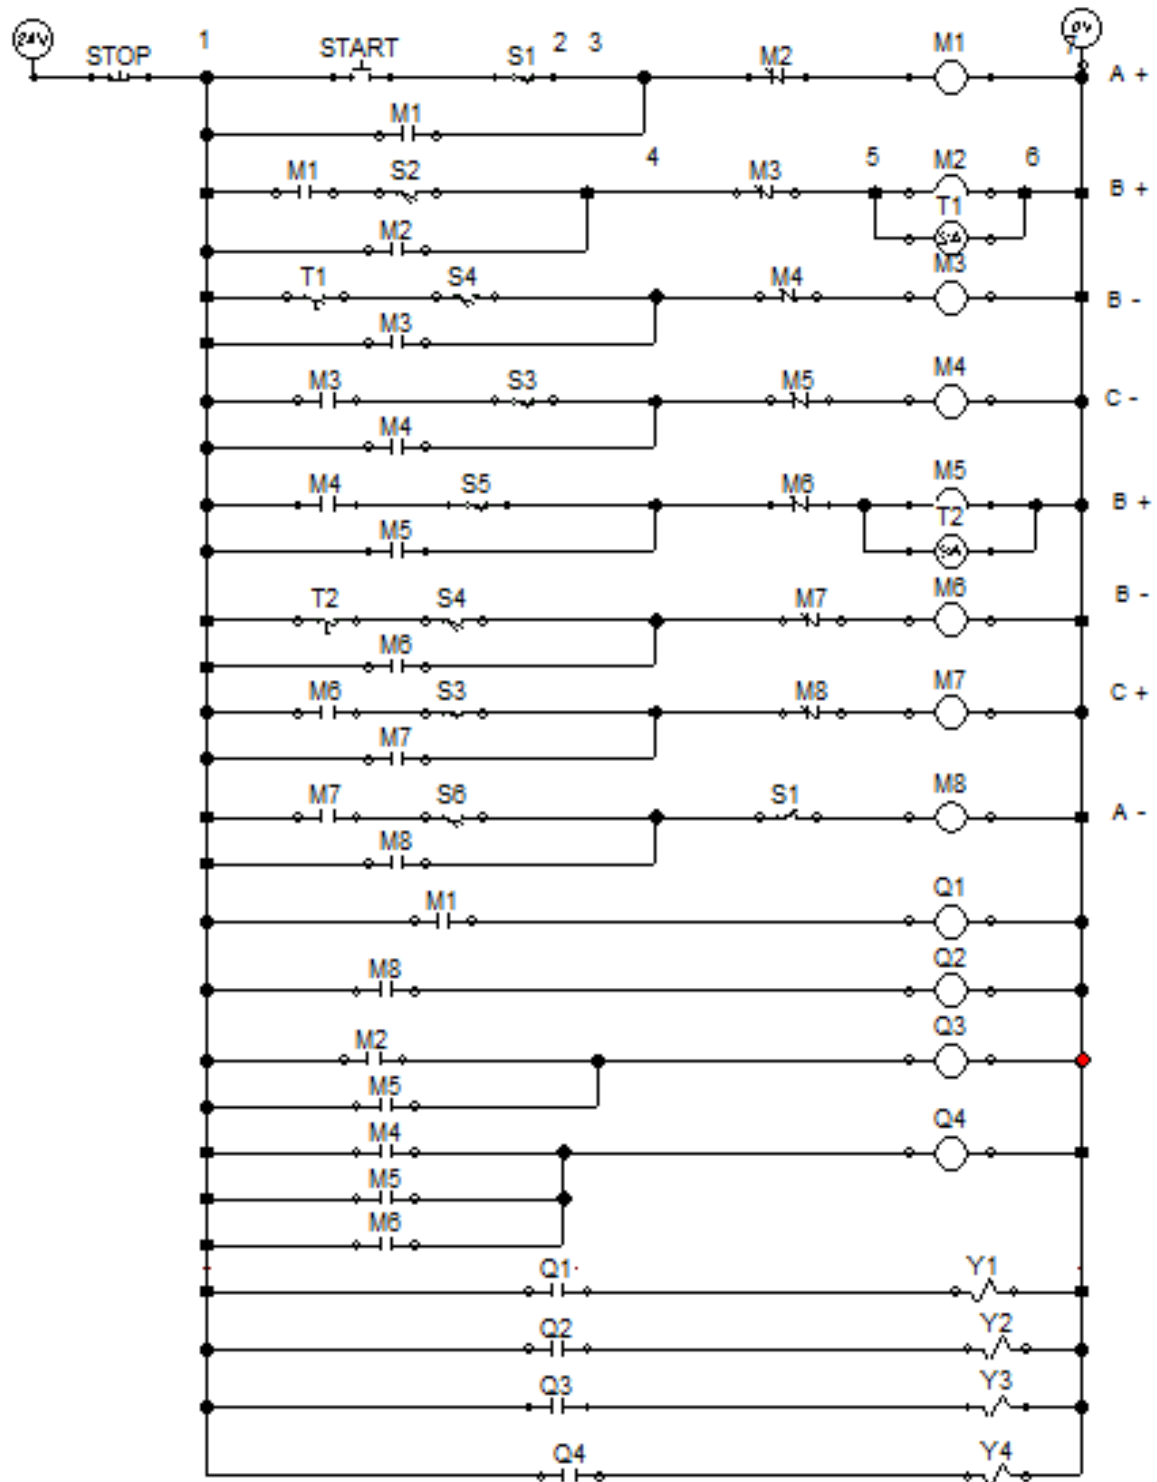 24V
0V
STOP 1 START S1 2 3 M2 M1 7 A +
M1
M1 S2 4 M3 5 M2 6 B +
M2 T1
T1 S4 M4 M3 B -
M3
M3 S3 M5 M4 C -
M4
M4 S5 M6 M5 B +
M5 T2
T2 S4 M7 M6 B -
M6
M6 S3 M8 M7 C +
M7
M7 S6 S1 M8 A -
M8
M1 Q1
M8 Q2
M2 Q3
M5
M4 Q4
M5
M6
Q1 Y1
Q2 Y2
Q3 Y3
Q4 Y4